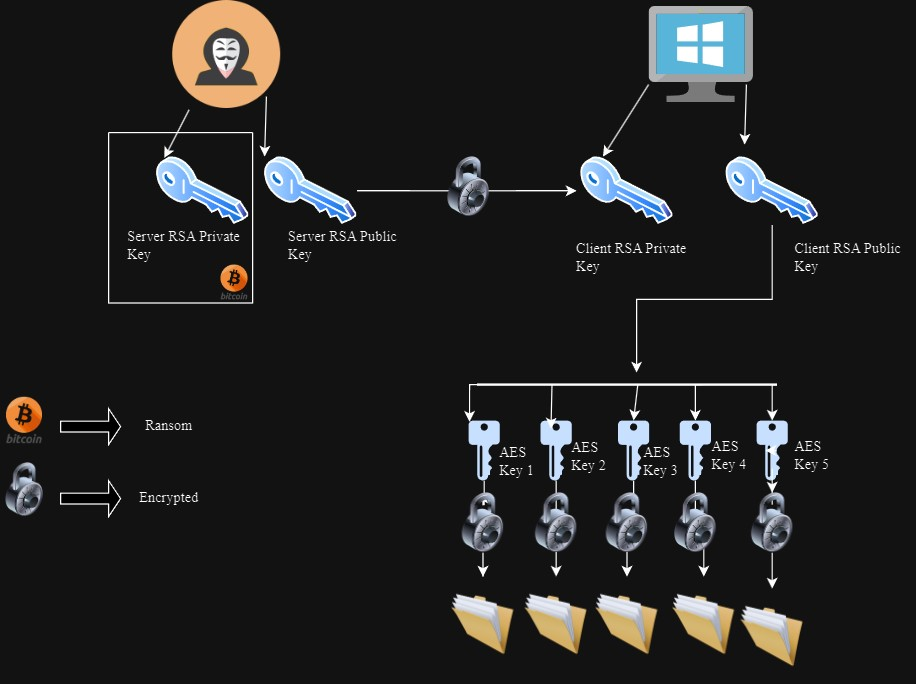 Server RSA Private
Key
Server RSA Public
Key
Client RSA Private
Key
Client RSA Public
Key
bitcoin
bitcoin
Ransom
Encrypted
AES
Key 1
AES
Key 2
AES
Key 3
AES
Key 4
AES
Key 5